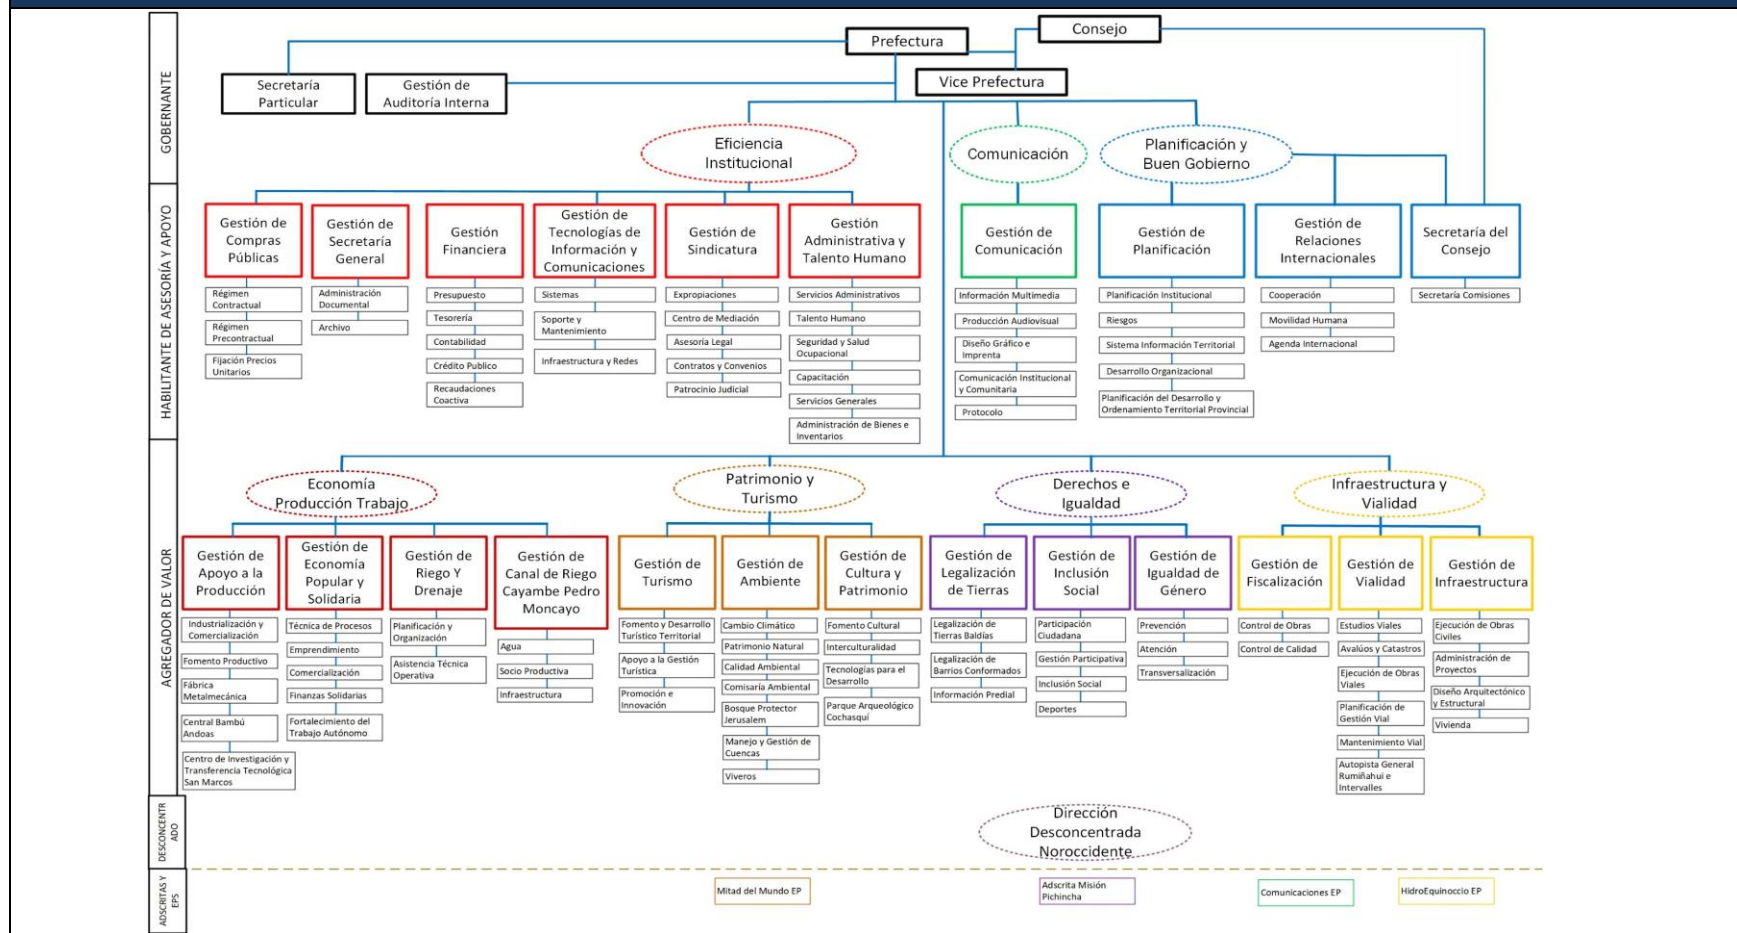 GOBERNANTE
Prefectura
Consejo
Secretaría
Particular
Gestión de
Auditoría Interna
Vice Prefectura
Eficiencia
Institucional
Comunicación
Planificación y
Buen Gobierno
HABILITANTE DE ASESORÍA Y APOYO
Gestión de
Compras
Públicas
Régimen
Contractual
Régimen
Precontractual
Fijación Precios
Unitarios
Gestión de
Secretaría
General
Administración
Documental
Archivo
Gestión
Financiera
Presupuesto
Tesorería
Contabilidad
Crédito Publico
Recaudaciones
Coactiva
Gestión de
Tecnologías de
Información y
Comunicaciones
Sistemas
Soporte y
Mantenimiento
Infraestructura y Redes
Gestión de
Sindicatura
Expropiaciones
Centro de Mediación
Asesoría Legal
Contratos y Convenios
Patrocinio Judicial
Gestión
Administrativa y
Talento Humano
Servicios Administrativos
Talento Humano
Seguridad y Salud
Ocupacional
Capacitación
Servicios Generales
Administración de Bienes e
Inventarios
Gestión de
Comunicación
Información Multimedia
Producción Audiovisual
Diseño Gráfico e
Imprenta
Comunicación Institucional
y Comunitaria
Protocolo
Gestión de
Planificación
Planificación Institucional
Riesgos
Sistema Información Territorial
Desarrollo Organizacional
Planificación del Desarrollo y
Ordenamiento Territorial Provincial
Gestión de
Relaciones
Internacionales
Cooperación
Movilidad Humana
Agenda Internacional
Secretaría del
Consejo
Secretaría Comisiones
AGREGADOR DE VALOR
Economía
Producción Trabajo
Patrimonio y
Turismo
Derechos e
Igualdad
Infraestructura y
Vialidad
Gestión de
Apoyo a la
Producción
Industrialización y
Comercialización
Fomento Productivo
Fábrica
Metalmecánica
Central Bambú
Andoas
Centro de Investigación y
Transferencia Tecnológica
San Marcos
Gestión de
Economía
Popular y
Solidaria
Técnica de Procesos
Emprendimiento
Comercialización
Finanzas Solidarias
Fortalecimiento del
Trabajo Autónomo
Gestión de
Riego Y
Drenaje
Planificación y
Organización
Asistencia Técnica
Operativa
Gestión de
Canal de Riego
Cayambe Pedro
Moncayo
Agua
Socio Productiva
Infraestructura
Gestión de
Turismo
Fomento y Desarrollo
Turístico Territorial
Apoyo a la Gestión
Turística
Promoción e
Innovación
Gestión de
Ambiente
Cambio Climático
Patrimonio Natural
Calidad Ambiental
Comisaría Ambiental
Bosque Protector
Jerusalem
Manejo y Gestión de
Cuencas
Viveros
Gestión de
Cultura y
Patrimonio
Fomento Cultural
Interculturalidad
Tecnologías para el
Desarrollo
Parque Arqueológico
Cochasquí
Gestión de
Legalización
de Tierras
Legalización de
Tierras Baldías
Legalización de
Barrios Conformados
Información Predial
Gestión de
Inclusión
Social
Participación
Ciudadana
Gestión Participativa
Inclusión Social
Deportes
Gestión de
Igualdad de
Género
Prevención
Atención
Transversalización
Gestión de
Fiscalización
Control de Obras
Control de Calidad
Gestión de
Vialidad
Estudios Viales
Avalúos y Catastros
Ejecución de Obras
Viales
Planificación de
Gestión Vial
Mantenimiento Vial
Autopista General
Rumiñahui e
Intervalles
Gestión de
Infraestructura
Ejecución de Obras
Civiles
Administración de
Proyectos
Diseño Arquitectónico
y Estructural
Vivienda
DESCONCENTR
ADO
Dirección
Desconcentrada
Noroccidente
ADSCRITAS Y
EPS
Mitad del Mundo EP
Adscrita Misión
Pichincha
Comunicaciones EP
HidroEquinoccio EP